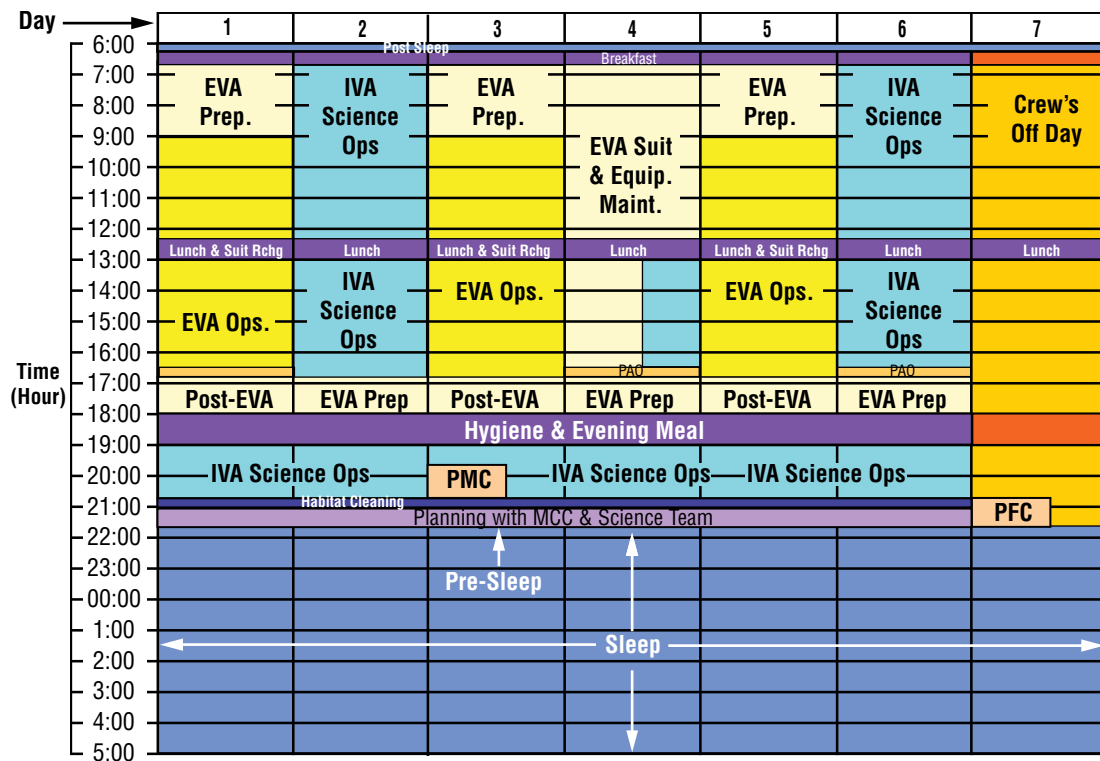 Day
1 2 3 4 5 6 7
6:00
Post Sleep
Breakfast
7:00
EVA
Prep.
IVA
Science
Ops
EVA
Prep.
EVA
Prep.
IVA
Science
Ops
Crew's
Off Day
8:00
9:00
EVA Suit
& Equip.
Maint.
10:00
11:00
12:00
Lunch & Suit Rchg
Lunch
Lunch & Suit Rchg
Lunch
Lunch & Suit Rchg
Lunch
Lunch
13:00
IVA
Science
Ops
EVA Ops.
EVA Ops.
IVA
Science
Ops
14:00
15:00
EVA Ops.
16:00
PAO
PAO
Time
(Hour)
17:00
Post-EVA
EVA Prep
Post-EVA
EVA Prep
Post-EVA
EVA Prep
18:00
Hygiene & Evening Meal
19:00
20:00
IVA Science Ops
PMC
IVA Science Ops
IVA Science Ops
Habitat Cleaning
21:00
Planning with MCC & Science Team
PFC
22:00
23:00
Pre-Sleep
00:00
1:00
Sleep
2:00
3:00
4:00
5:00